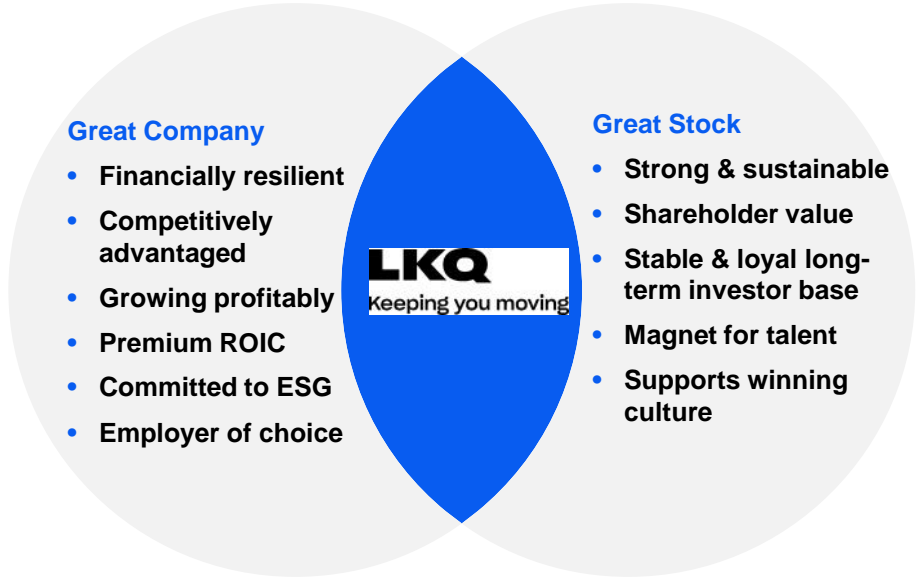 Great Company
• Financially resilient
• Competitively
advantaged
• Growing profitably
• Premium ROIC
• Committed to ESG
• Employer of choice
LKQ
Keeping you moving
Great Stock
• Strong & sustainable
• Shareholder value
• Stable & loyal long-
term investor base
• Magnet for talent
• Supports winning
culture